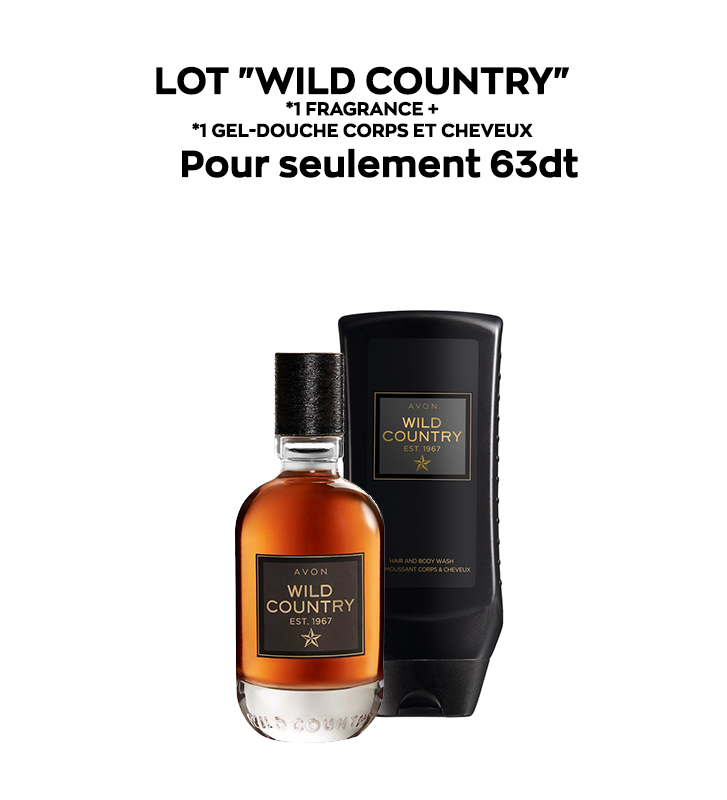 LOT "WILD COUNTRY"
*1 FRAGRANCE +
*1 GEL-DOUCHE CORPS ET CHEVEUX
Pour seulement 63dt
AVON
WILD
COUNTRY
EST. 1967
HAIR AND BODY WASH
MOUSSANT CORPS & CHEVEUX
AVON
WILD
COUNTRY
EST. 1967
WILD COUNTRY